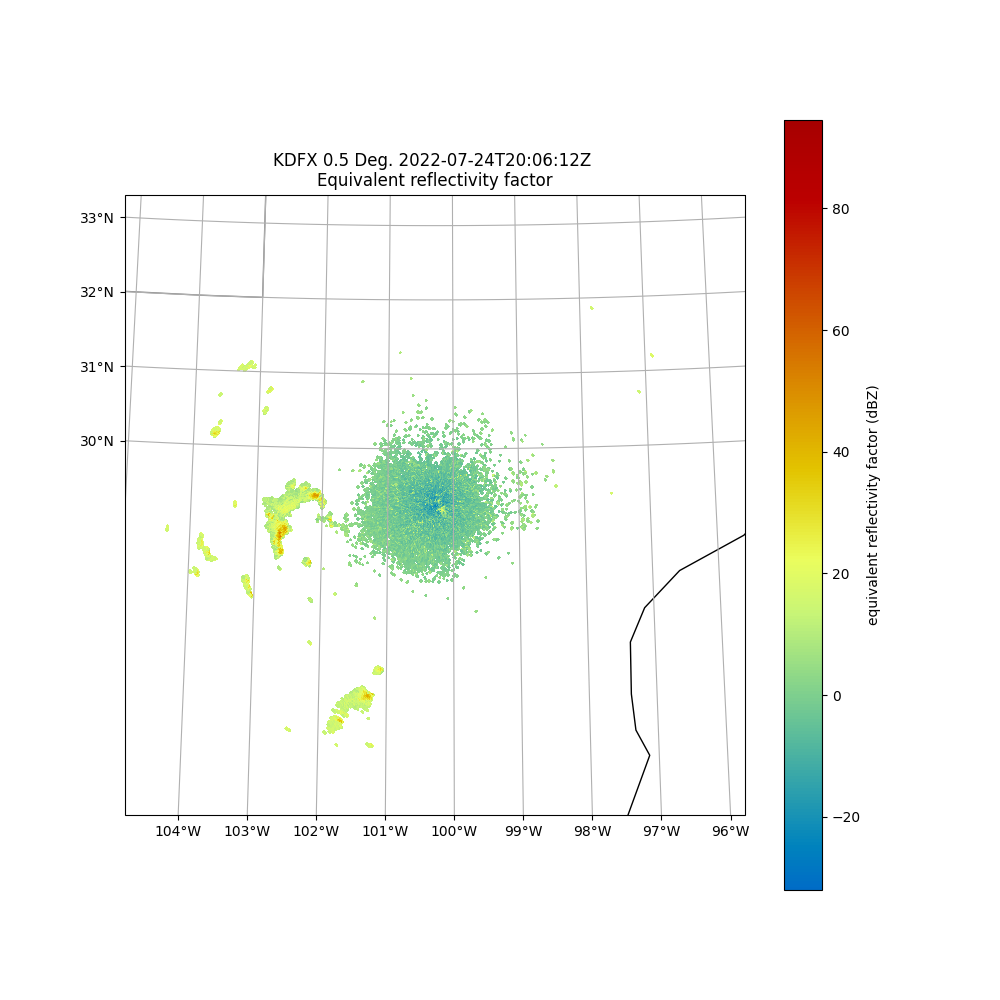 KDFX 0.5 Deg. 2022-07-24T20:06:12Z
Equivalent reflectivity factor
33°N
32°N
31°N
30°N
104°W 103°W 102°W 101°W 100°W 99°W 98°W 97°W 96°W
80
60
40
20
0
−20
equivalent reflectivity factor (dBZ)